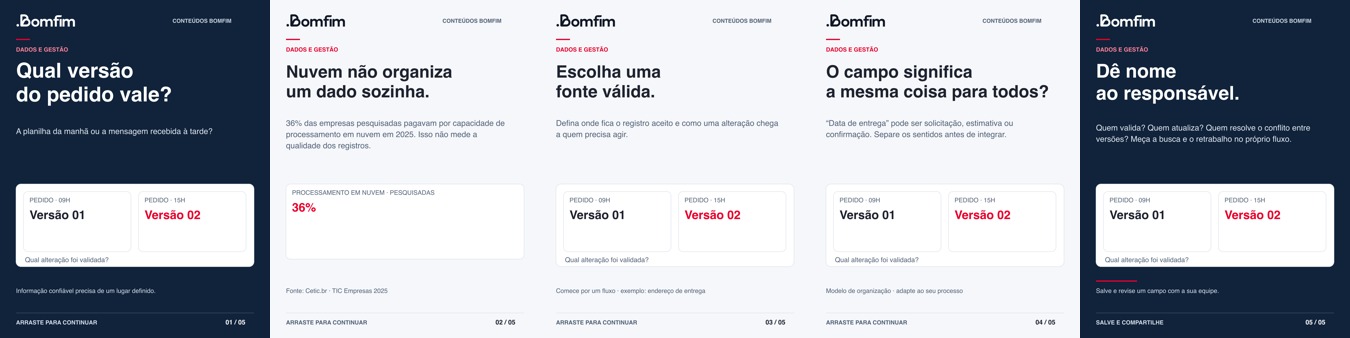 .Bomfim
CONTEÚDOS BOMFIM
DADOS E GESTÃO
Qual versão
do pedido vale?
A planilha da manhã ou a mensagem recebida à tarde?
PEDIDO · 09H
Versão 01
PEDIDO · 15H
Versão 02
Qual alteração foi validada?
Informação confiável precisa de um lugar definido.
ARRASTE PARA CONTINUAR
01 / 05
.Bomfim
CONTEÚDOS BOMFIM
DADOS E GESTÃO
Nuvem não organiza
um dado sozinha.
36% das empresas pesquisadas pagavam por capacidade de
processamento em nuvem em 2025. Isso não mede a
qualidade dos registros.
PROCESSAMENTO EM NUVEM · PESQUISADAS
36%
Fonte: Cetic.br · TIC Empresas 2025
ARRASTE PARA CONTINUAR
02 / 05
.Bomfim
CONTEÚDOS BOMFIM
DADOS E GESTÃO
Escolha uma
fonte válida.
Defina onde fica o registro aceito e como uma alteração chega
a quem precisa agir.
PEDIDO · 09H
Versão 01
PEDIDO · 15H
Versão 02
Qual alteração foi validada?
Comece por um fluxo · exemplo: endereço de entrega
ARRASTE PARA CONTINUAR
03 / 05
.Bomfim
CONTEÚDOS BOMFIM
DADOS E GESTÃO
O campo significa
a mesma coisa para todos?
“Data de entrega” pode ser solicitação, estimativa ou
confirmação. Separe os sentidos antes de integrar.
PEDIDO · 09H
Versão 01
PEDIDO · 15H
Versão 02
Qual alteração foi validada?
Modelo de organização · adapte ao seu processo
ARRASTE PARA CONTINUAR
04 / 05
.Bomfim
CONTEÚDOS BOMFIM
DADOS E GESTÃO
Dê nome
ao responsável.
Quem valida? Quem atualiza? Quem resolve o conflito entre
versões? Meça a busca e o retrabalho no próprio fluxo.
PEDIDO · 09H
Versão 01
PEDIDO · 15H
Versão 02
Qual alteração foi validada?
Salve e revise um campo com a sua equipe.
SALVE E COMPARTILHE
05 / 05